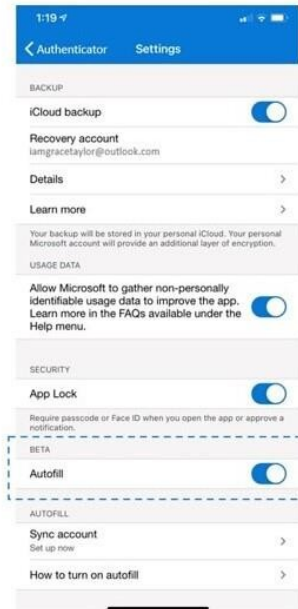 1:19
Authenticator
Settings
BACKUP
iCloud backup
Recovery account
iamgracetaylor@outlook.com
Details
Learn more
Your backup will be stored in your personal iCloud. Your personal
Microsoft account will provide an additional layer of encryption.
USAGE DATA
Allow Microsoft to gather non-personally
identifiable usage data to improve the app.
Learn more in the FAQs available under the
Help menu.
SECURITY
App Lock
Require passcode or Face ID when you open the app or approve a
notification.
BETA
Autofill
AUTOFILL
Sync account
Set up now
How to turn on autofill